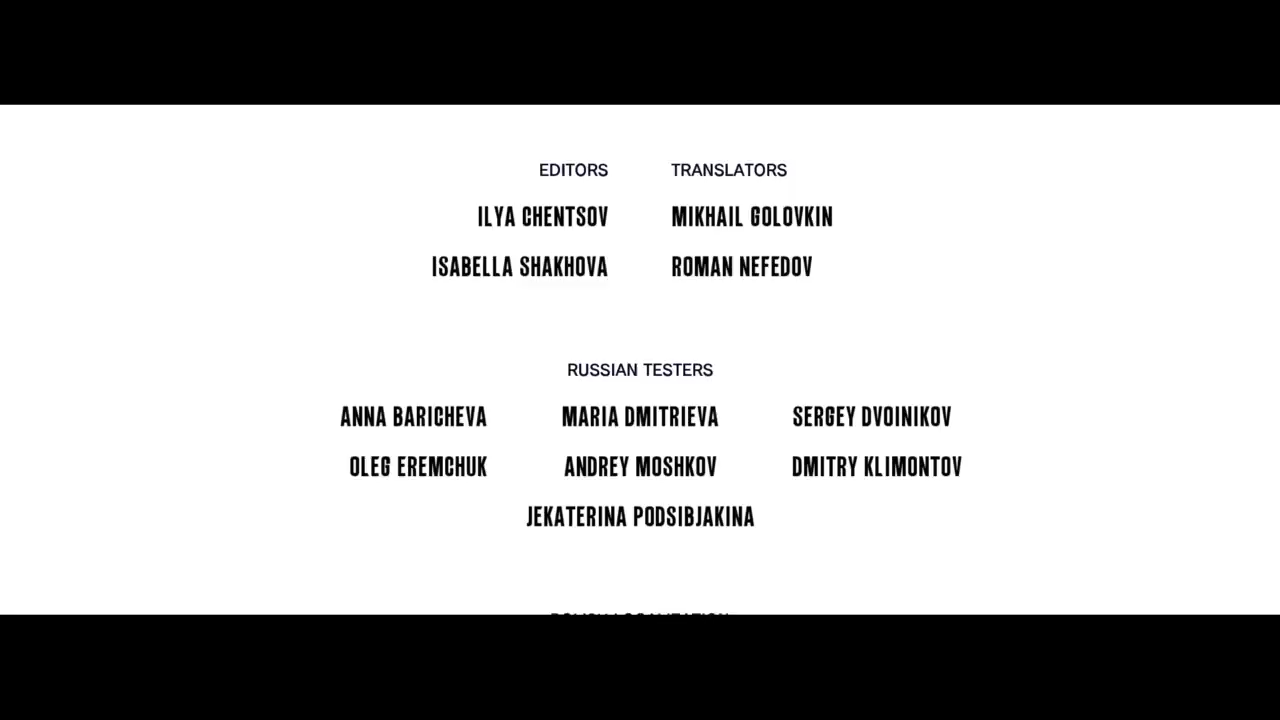 EDITORS TRANSLATORS
ILYA CHENTSOV MIKHAIL GOLOVKIN
ISABELLA SHAKHOVA ROMAN NEFEDOV
RUSSIAN TESTERS
ANNA BARICHEVA MARIA DMITRIEVA SERGEY DVOINIKOV
OLEG EREMCHUK ANDREY MOSHKOV DMITRY KLIMONTOV
JEKATERINA PODSIBJAKINA